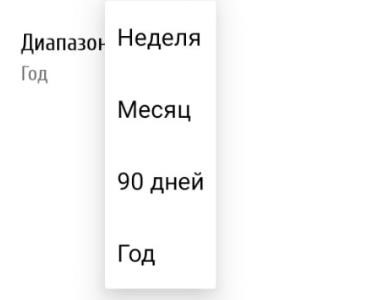 Диапазон
Год
Неделя
Месяц
90 дней
Год